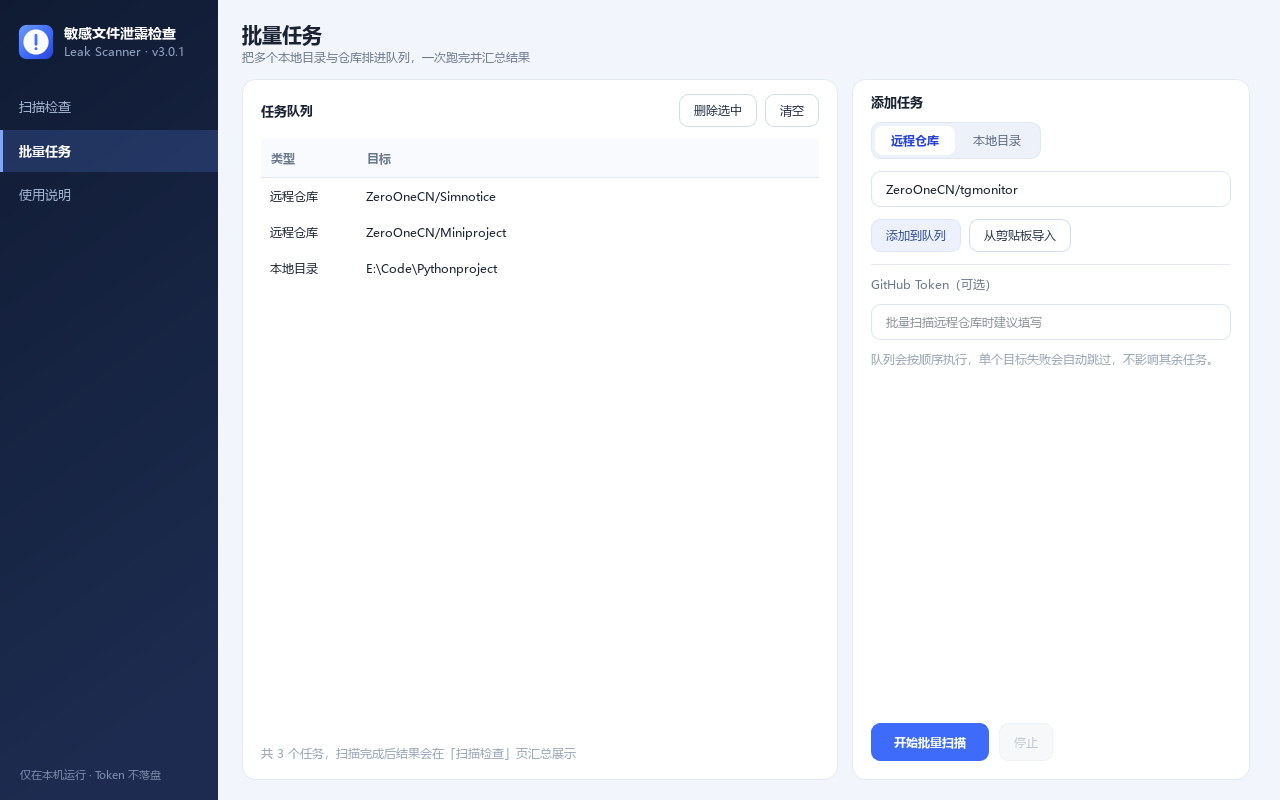 敏感文件泄露检查
Leak Scanner · v3.0.1
扫描检查
批量任务
使用说明
仅在本机运行 · Token 不落盘
批量任务
把多个本地目录与仓库排进队列，一次跑完并汇总结果
任务队列
删除选中
清空
类型 目标
远程仓库 ZeroOneCN/Simnotice
远程仓库 ZeroOneCN/Miniproject
本地目录 E:\Code\Pythonproject
共 3 个任务，扫描完成后结果会在「扫描检查」页汇总展示
添加任务
远程仓库 本地目录
ZeroOneCN/tgmonitor
添加到队列 从剪贴板导入
GitHub Token（可选）
批量扫描远程仓库时建议填写
队列会按顺序执行，单个目标失败会自动跳过，不影响其余任务。
开始批量扫描 停止